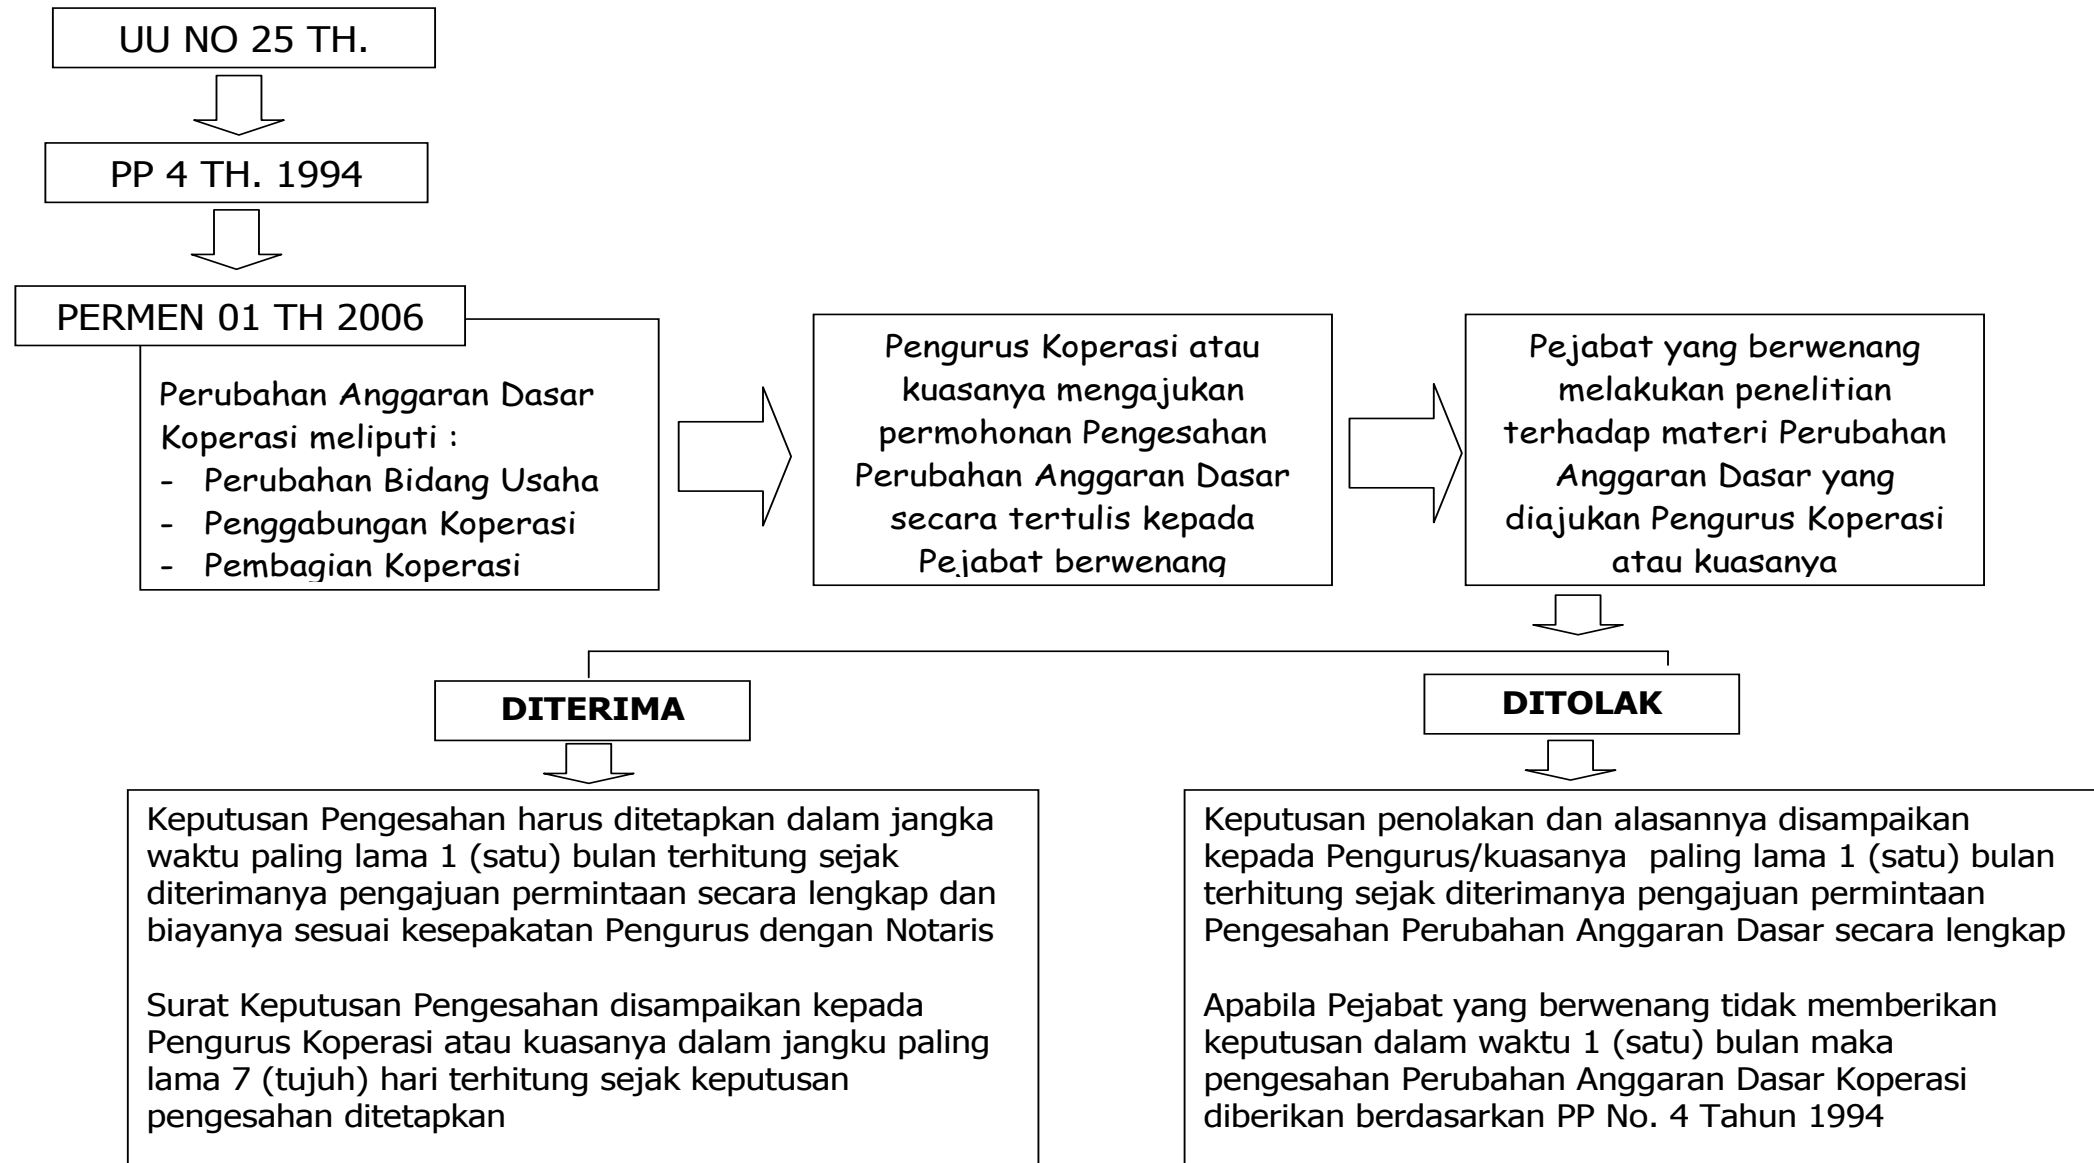 UU NO 25 TH.
PP 4 TH. 1994
PERMEN 01 TH 2006
Perubahan Anggaran Dasar
Koperasi meliputi :
- Perubahan Bidang Usaha
- Penggabungan Koperasi
- Pembagian Koperasi
Pengurus Koperasi atau
kuasanya mengajukan
permohonan Pengesahan
Perubahan Anggaran Dasar
secara tertulis kepada
Pejabat berwenang
Pejabat yang berwenang
melakukan penelitian
terhadap materi Perubahan
Anggaran Dasar yang
diajukan Pengurus Koperasi
atau kuasanya
DITERIMA
DITOLAK
Keputusan Pengesahan harus ditetapkan dalam jangka
waktu paling lama 1 (satu) bulan terhitung sejak
diterimanya pengajuan permintaan secara lengkap dan
biayanya sesuai kesepakatan Pengurus dengan Notaris
Surat Keputusan Pengesahan disampaikan kepada
Pengurus Koperasi atau kuasanya dalam jangku paling
lama 7 (tujuh) hari terhitung sejak keputusan
pengesahan ditetapkan
Keputusan penolakan dan alasannya disampaikan
kepada Pengurus/kuasanya paling lama 1 (satu) bulan
terhitung sejak diterimanya pengajuan permintaan
Pengesahan Perubahan Anggaran Dasar secara lengkap
Apabila Pejabat yang berwenang tidak memberikan
keputusan dalam waktu 1 (satu) bulan maka
pengesahan Perubahan Anggaran Dasar Koperasi
diberikan berdasarkan PP No. 4 Tahun 1994